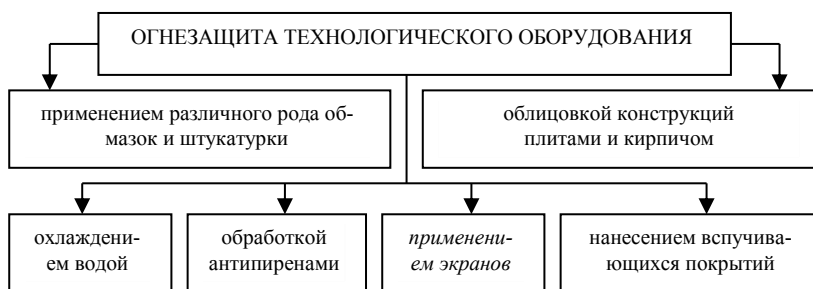 ОГНЕЗАЩИТА ТЕХНОЛОГИЧЕСКОГО ОБОРУДОВАНИЯ
применением различного рода об-
мазок и штукатурки
облицовкой конструкций
плитами и кирпичом
охлаждени-
ем водой
обработкой
антипиренами
применени-
ем экранов
нанесением вспучива-
ющихся покрытий